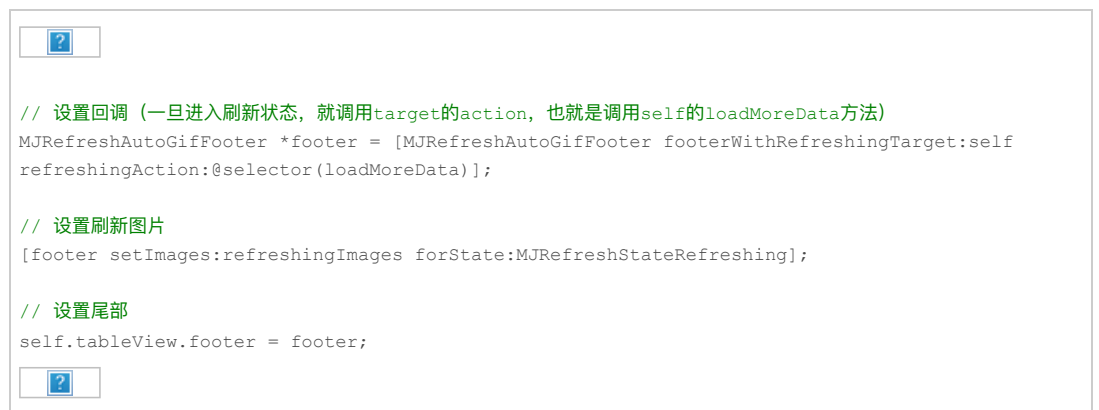 // 设置回调（一旦进入刷新状态，就调用target的action，也就是调用self的loadMoreData方法）
MJRefreshAutoGifFooter *footer = [MJRefreshAutoGifFooter footerWithRefreshingTarget:self
refreshingAction:@selector(loadMoreData)];
// 设置刷新图片
[footer setImages:refreshingImages forState:MJRefreshStateRefreshing];
// 设置尾部
self.tableView.footer = footer;